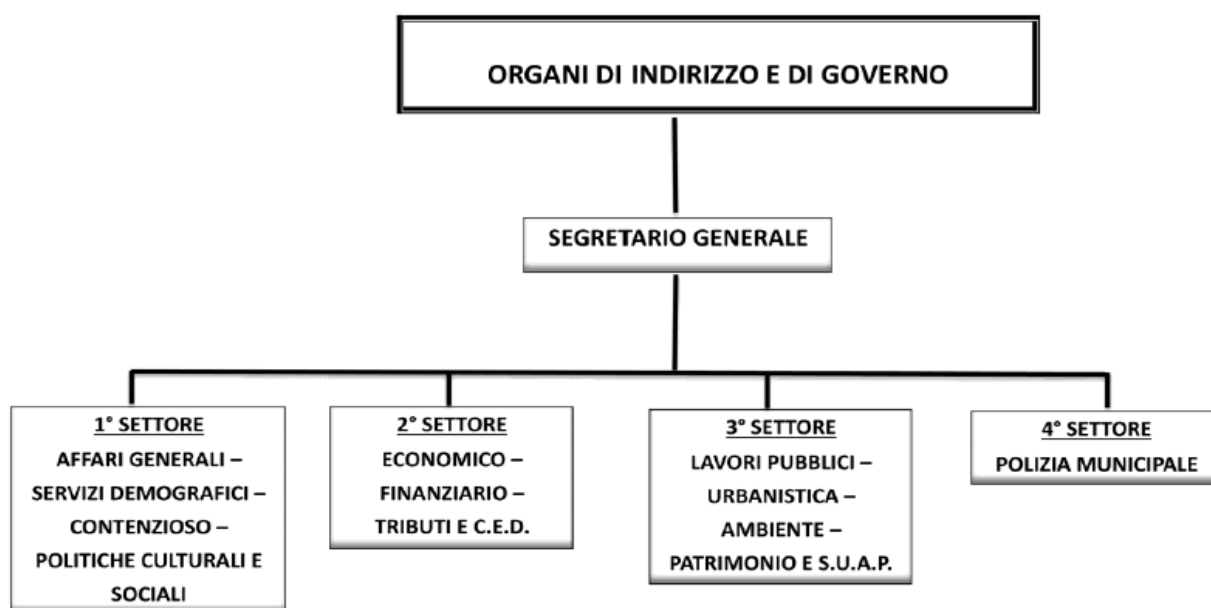 ORGANI DI INDIRIZZO E DI GOVERNO
SEGRETARIO GENERALE
1° SETTORE
AFFARI GENERALI –
SERVIZI DEMOGRAFICI –
CONTENZIOSO –
POLITICHE CULTURALI E
SOCIALI
2° SETTORE
ECONOMICO –
FINANZIARIO –
TRIBUTI E C.E.D.
3° SETTORE
LAVORI PUBBLICI –
URBANISTICA –
AMBIENTE–
PATRIMONIO E S.U.A.P.
4° SETTORE
POLIZIA MUNICIPALE